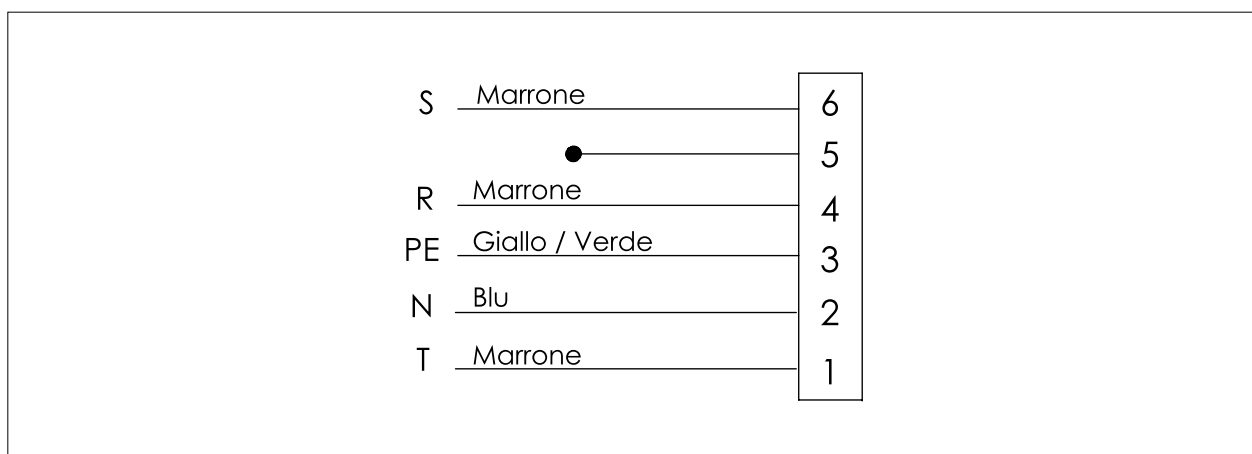 S Marrone 6
5
R Marrone 4
PE Giallo / Verde 3
N Blu 2
T Marrone 1